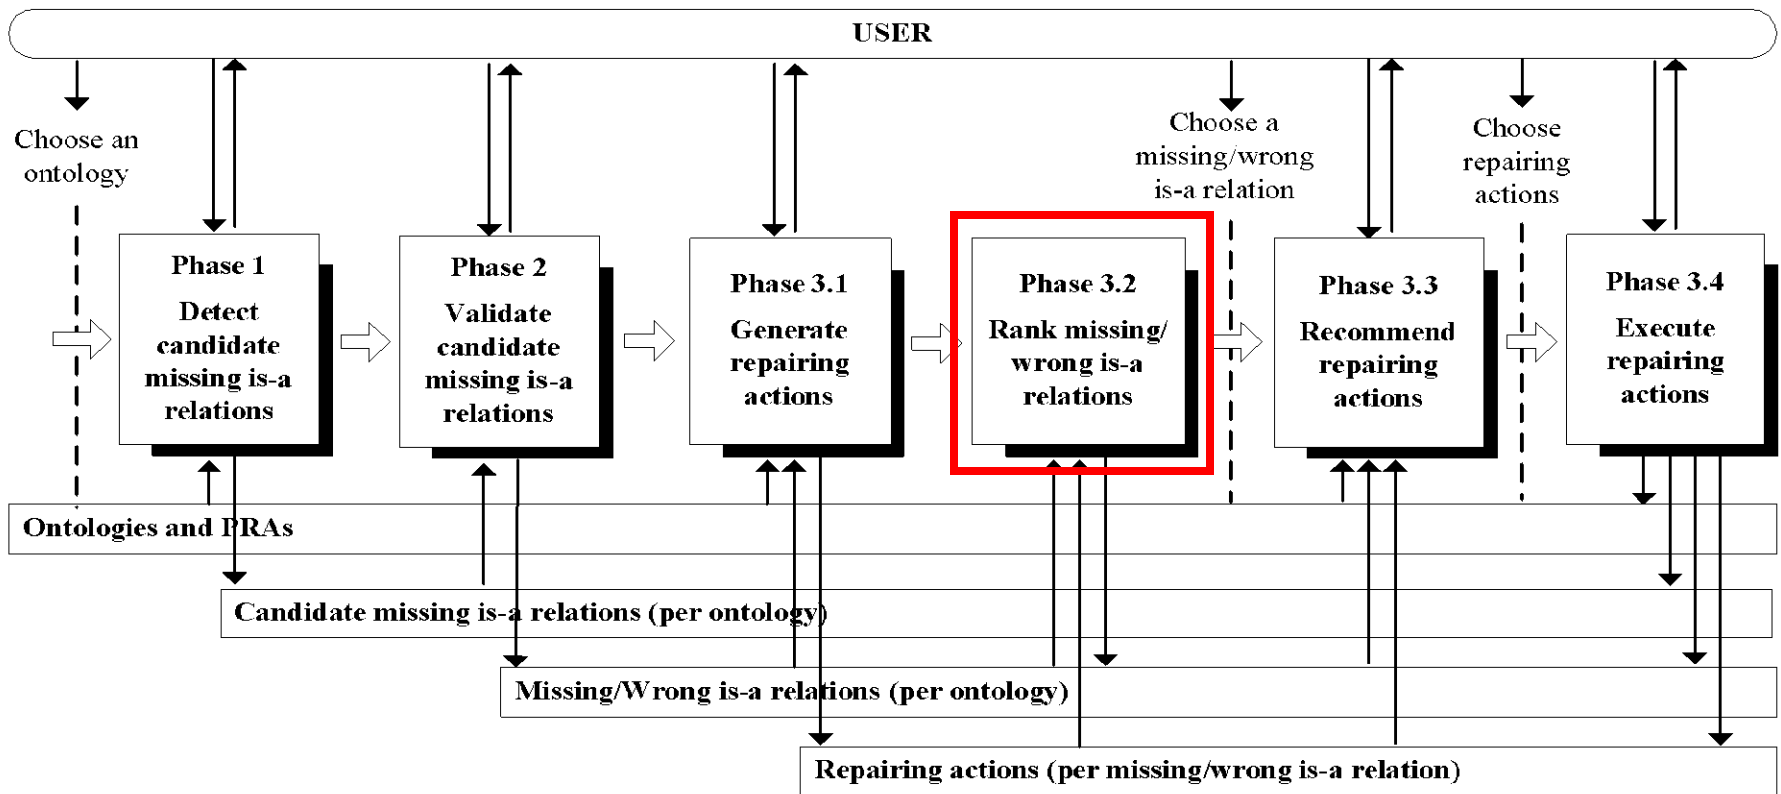 USER
Choose an
ontology
Choose a
missing/wrong
is-a relation
Choose
repairing
actions
Phase 1
Detect
candidate
missing is-a
relations
Phase 2
Validate
candidate
missing is-a
relations
Phase 3.1
Generate
repairing
actions
Phase 3.2
Rank missing/
wrong is-a
relations
Phase 3.3
Recommend
repairing
actions
Phase 3.4
Execute
repairing
actions
Ontologies and PRAs
Candidate missing is-a relations (per ontology)
Missing/Wrong is-a relations (per ontology)
Repairing actions (per missing/wrong is-a relation)